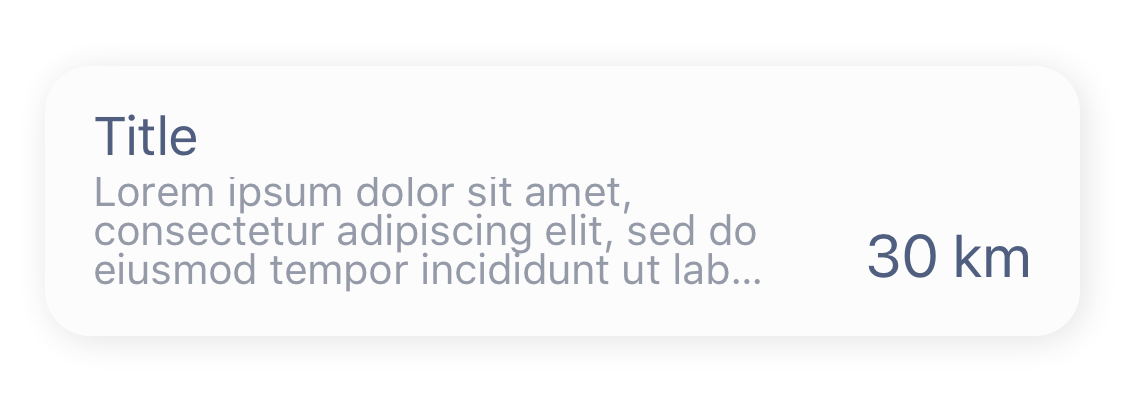 Title
Lorem ipsum dolor sit amet,
consectetur adipiscing elit, sed do
eiusmod tempor incididunt ut lab...
30 km